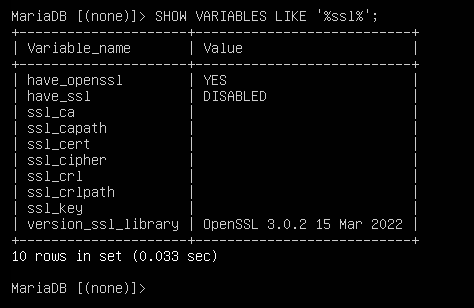 MariaDB [(none)]> SHOW VARIABLES LIKE '%ssl%';
+---------------------+-----------------------------+
| Variable_name | Value |
+---------------------+-----------------------------+
| have_openssl | YES |
| have_ssl | DISABLED |
| ssl_ca | |
| ssl_capath | |
| ssl_cert | |
| ssl_cipher | |
| ssl_crl | |
| ssl_crlpath | |
| ssl_key | |
| version_ssl_library | OpenSSL 3.0.2 15 Mar 2022 |
+---------------------+-----------------------------+
10 rows in set (0.033 sec)
MariaDB [(none)]>